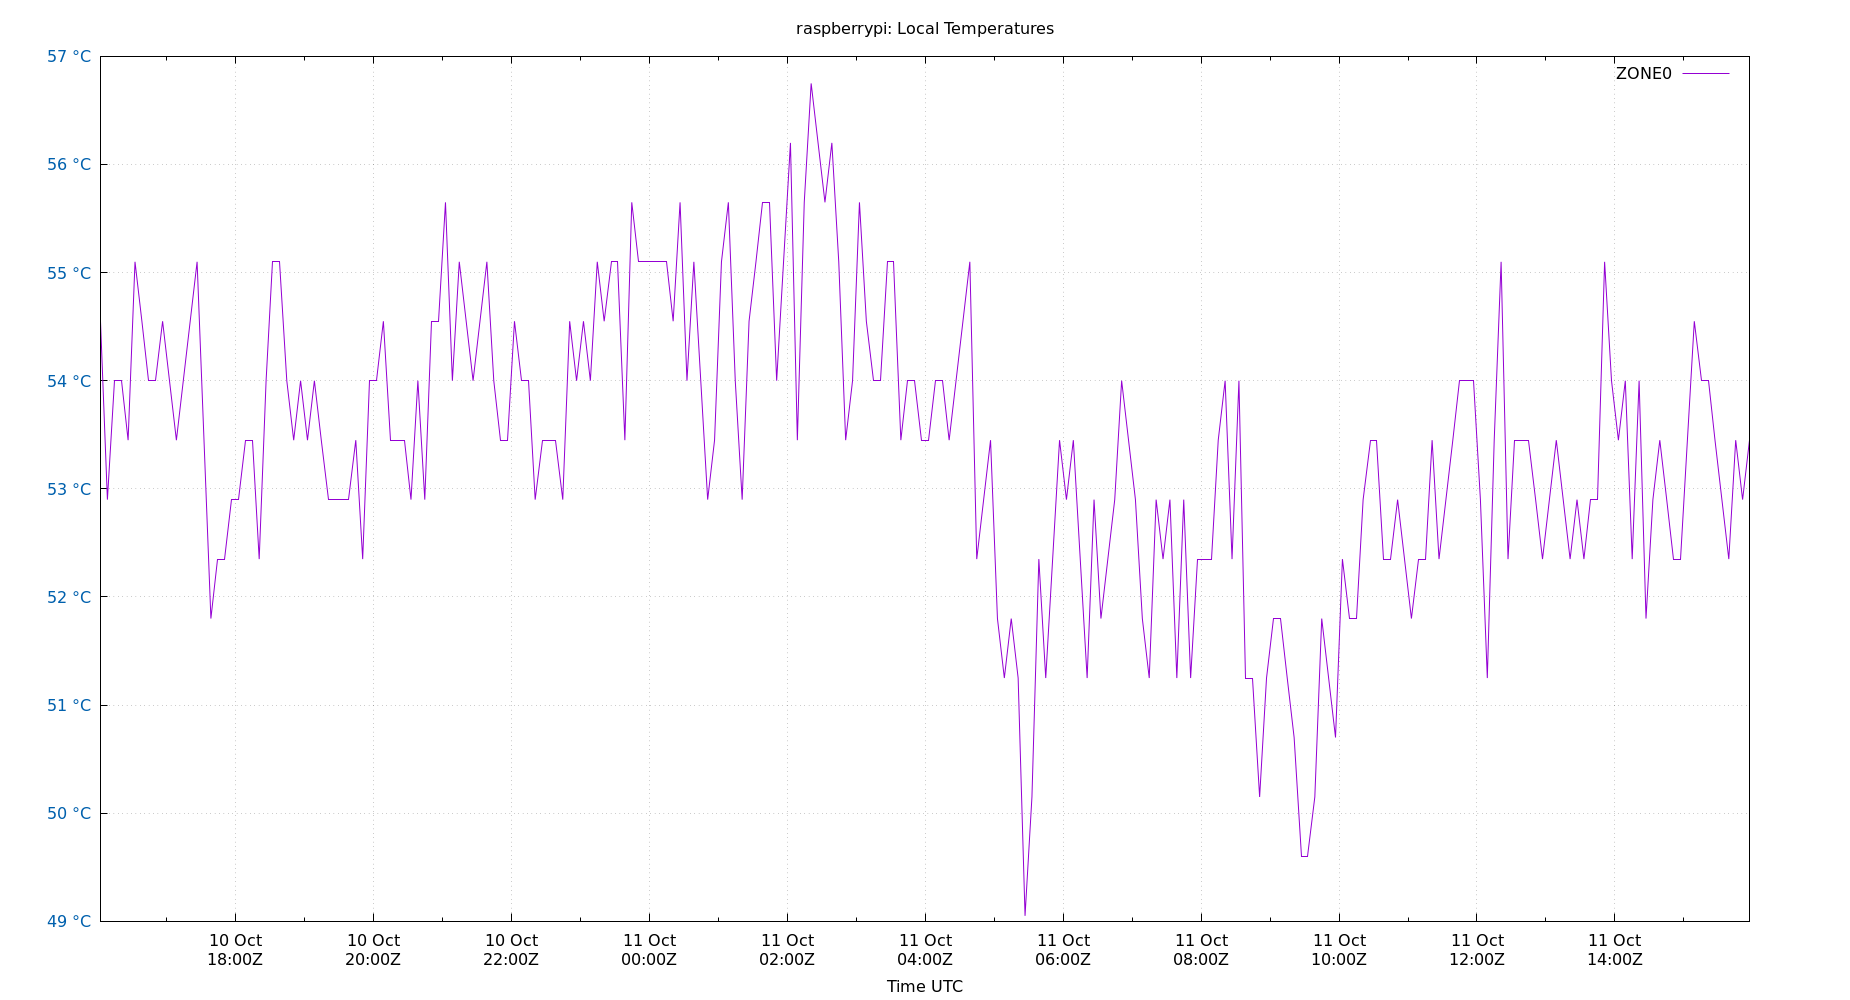 raspberrypi: Local Temperatures
57 °C
ZONE0
56 °C
55 °C
54 °C
53 °C
52 °C
51 °C
50 °C
49 °C
10 Oct 10 Oct 10 Oct 11 Oct 11 Oct 11 Oct 11 Oct 11 Oct 11 Oct 11 Oct 11 Oct
18:00Z 20:00Z 22:00Z 00:00Z 02:00Z 04:00Z 06:00Z 08:00Z 10:00Z 12:00Z 14:00Z
Time UTC